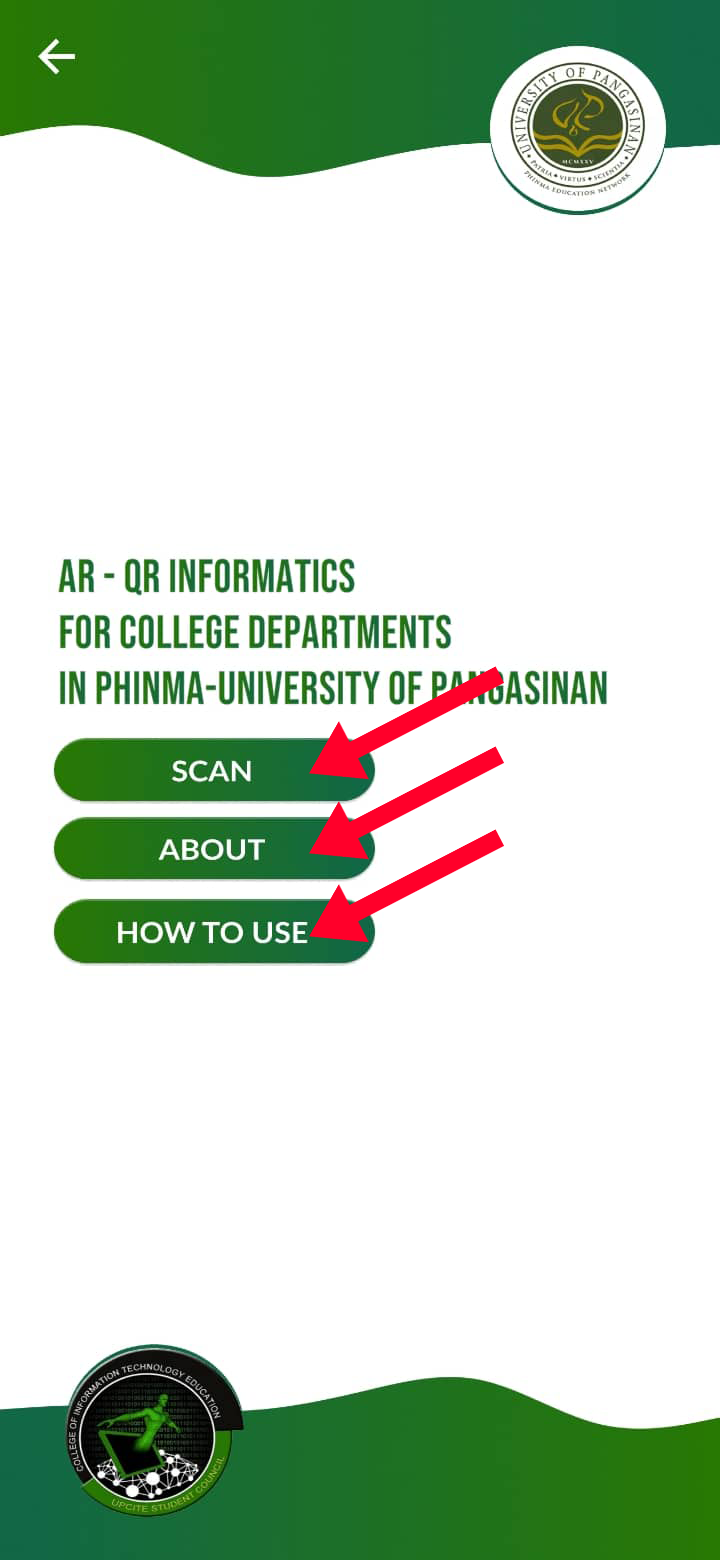 UNIVERSITY OF PANGASINAN
MCMXXV
PATRIA • VIRTUS • SCIENTIA
PHINMA EDUCATION NETWORK
AR - QR INFORMATICS
FOR COLLEGE DEPARTMENTS
IN PHINMA-UNIVERSITY OF PANGASINAN
SCAN
ABOUT
HOW TO USE
COLLEGE OF INFORMATION TECHNOLOGY EDUCATION
UPCITE STUDENT COUNCIL